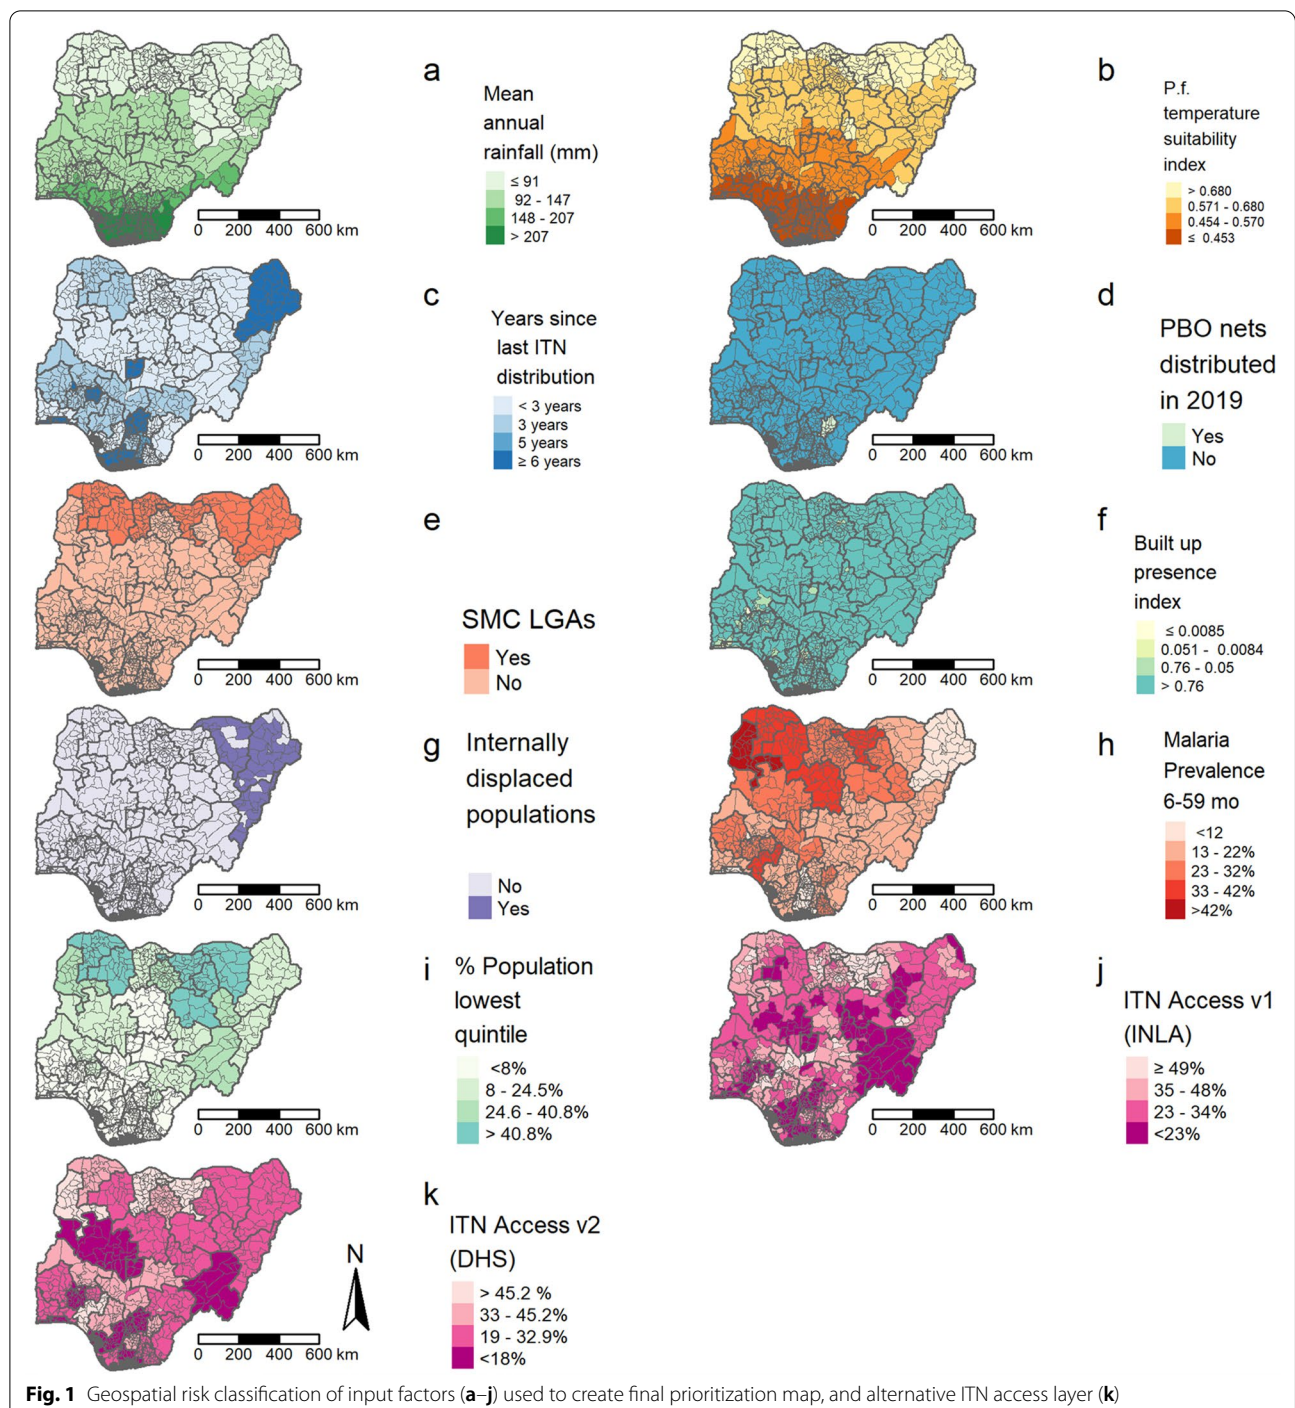 a
Mean
annual
rainfall (mm)
≤ 91
92 - 147
148 - 207
> 207
0 200 400 600 km
b
P.f.
temperature
suitability
index
> 0.680
0.571 - 0.680
0.454 - 0.570
≤ 0.453
0 200 400 600 km
c
Years since
last ITN
distribution
< 3 years
3 years
5 years
≥ 6 years
0 200 400 600 km
d
PBO nets
distributed
in 2019
Yes
No
0 200 400 600 km
e
SMC LGAs
Yes
No
0 200 400 600 km
f
Built up
presence
index
≤ 0.0085
0.051 - 0.0084
0.76 - 0.05
> 0.76
0 200 400 600 km
g
Internally
displaced
populations
No
Yes
0 200 400 600 km
h
Malaria
Prevalence
6-59 mo
<12
13 - 22%
23 - 32%
33 - 42%
>42%
0 200 400 600 km
i
% Population
lowest
quintile
<8%
8 - 24.5%
24.6 - 40.8%
> 40.8%
0 200 400 600 km
j
ITN Access v1
(INLA)
≥ 49%
35 - 48%
23 - 34%
<23%
0 200 400 600 km
k
ITN Access v2
(DHS)
> 45.2 %
33 - 45.2%
19 - 32.9%
<18%
N
0 200 400 600 km
Fig. 1 Geospatial risk classification of input factors (a–j) used to create final prioritization map, and alternative ITN access layer (k)